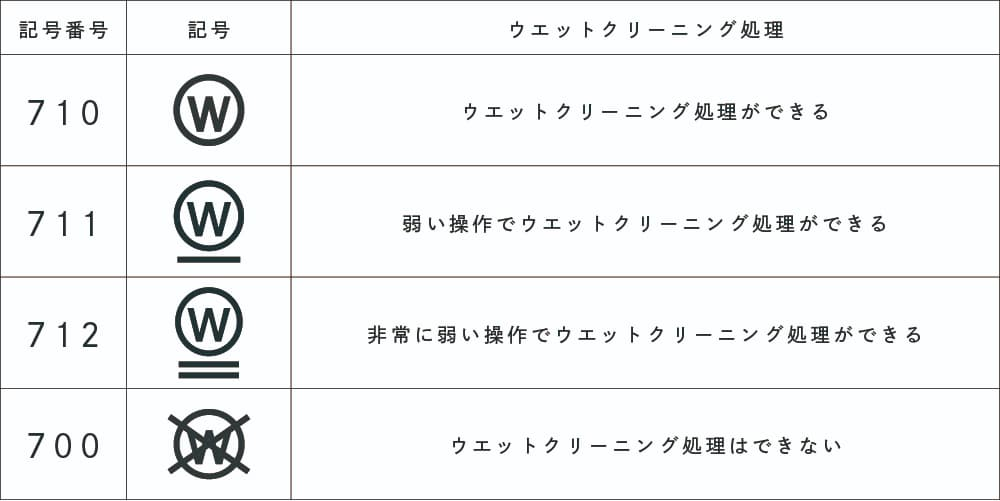 記号番号 記号 ウエットクリーニング処理
710 W ウエットクリーニング処理ができる
711 W 弱い操作でウエットクリーニング処理ができる
712 W 非常に弱い操作でウエットクリーニング処理ができる
700 W ウエットクリーニング処理はできない